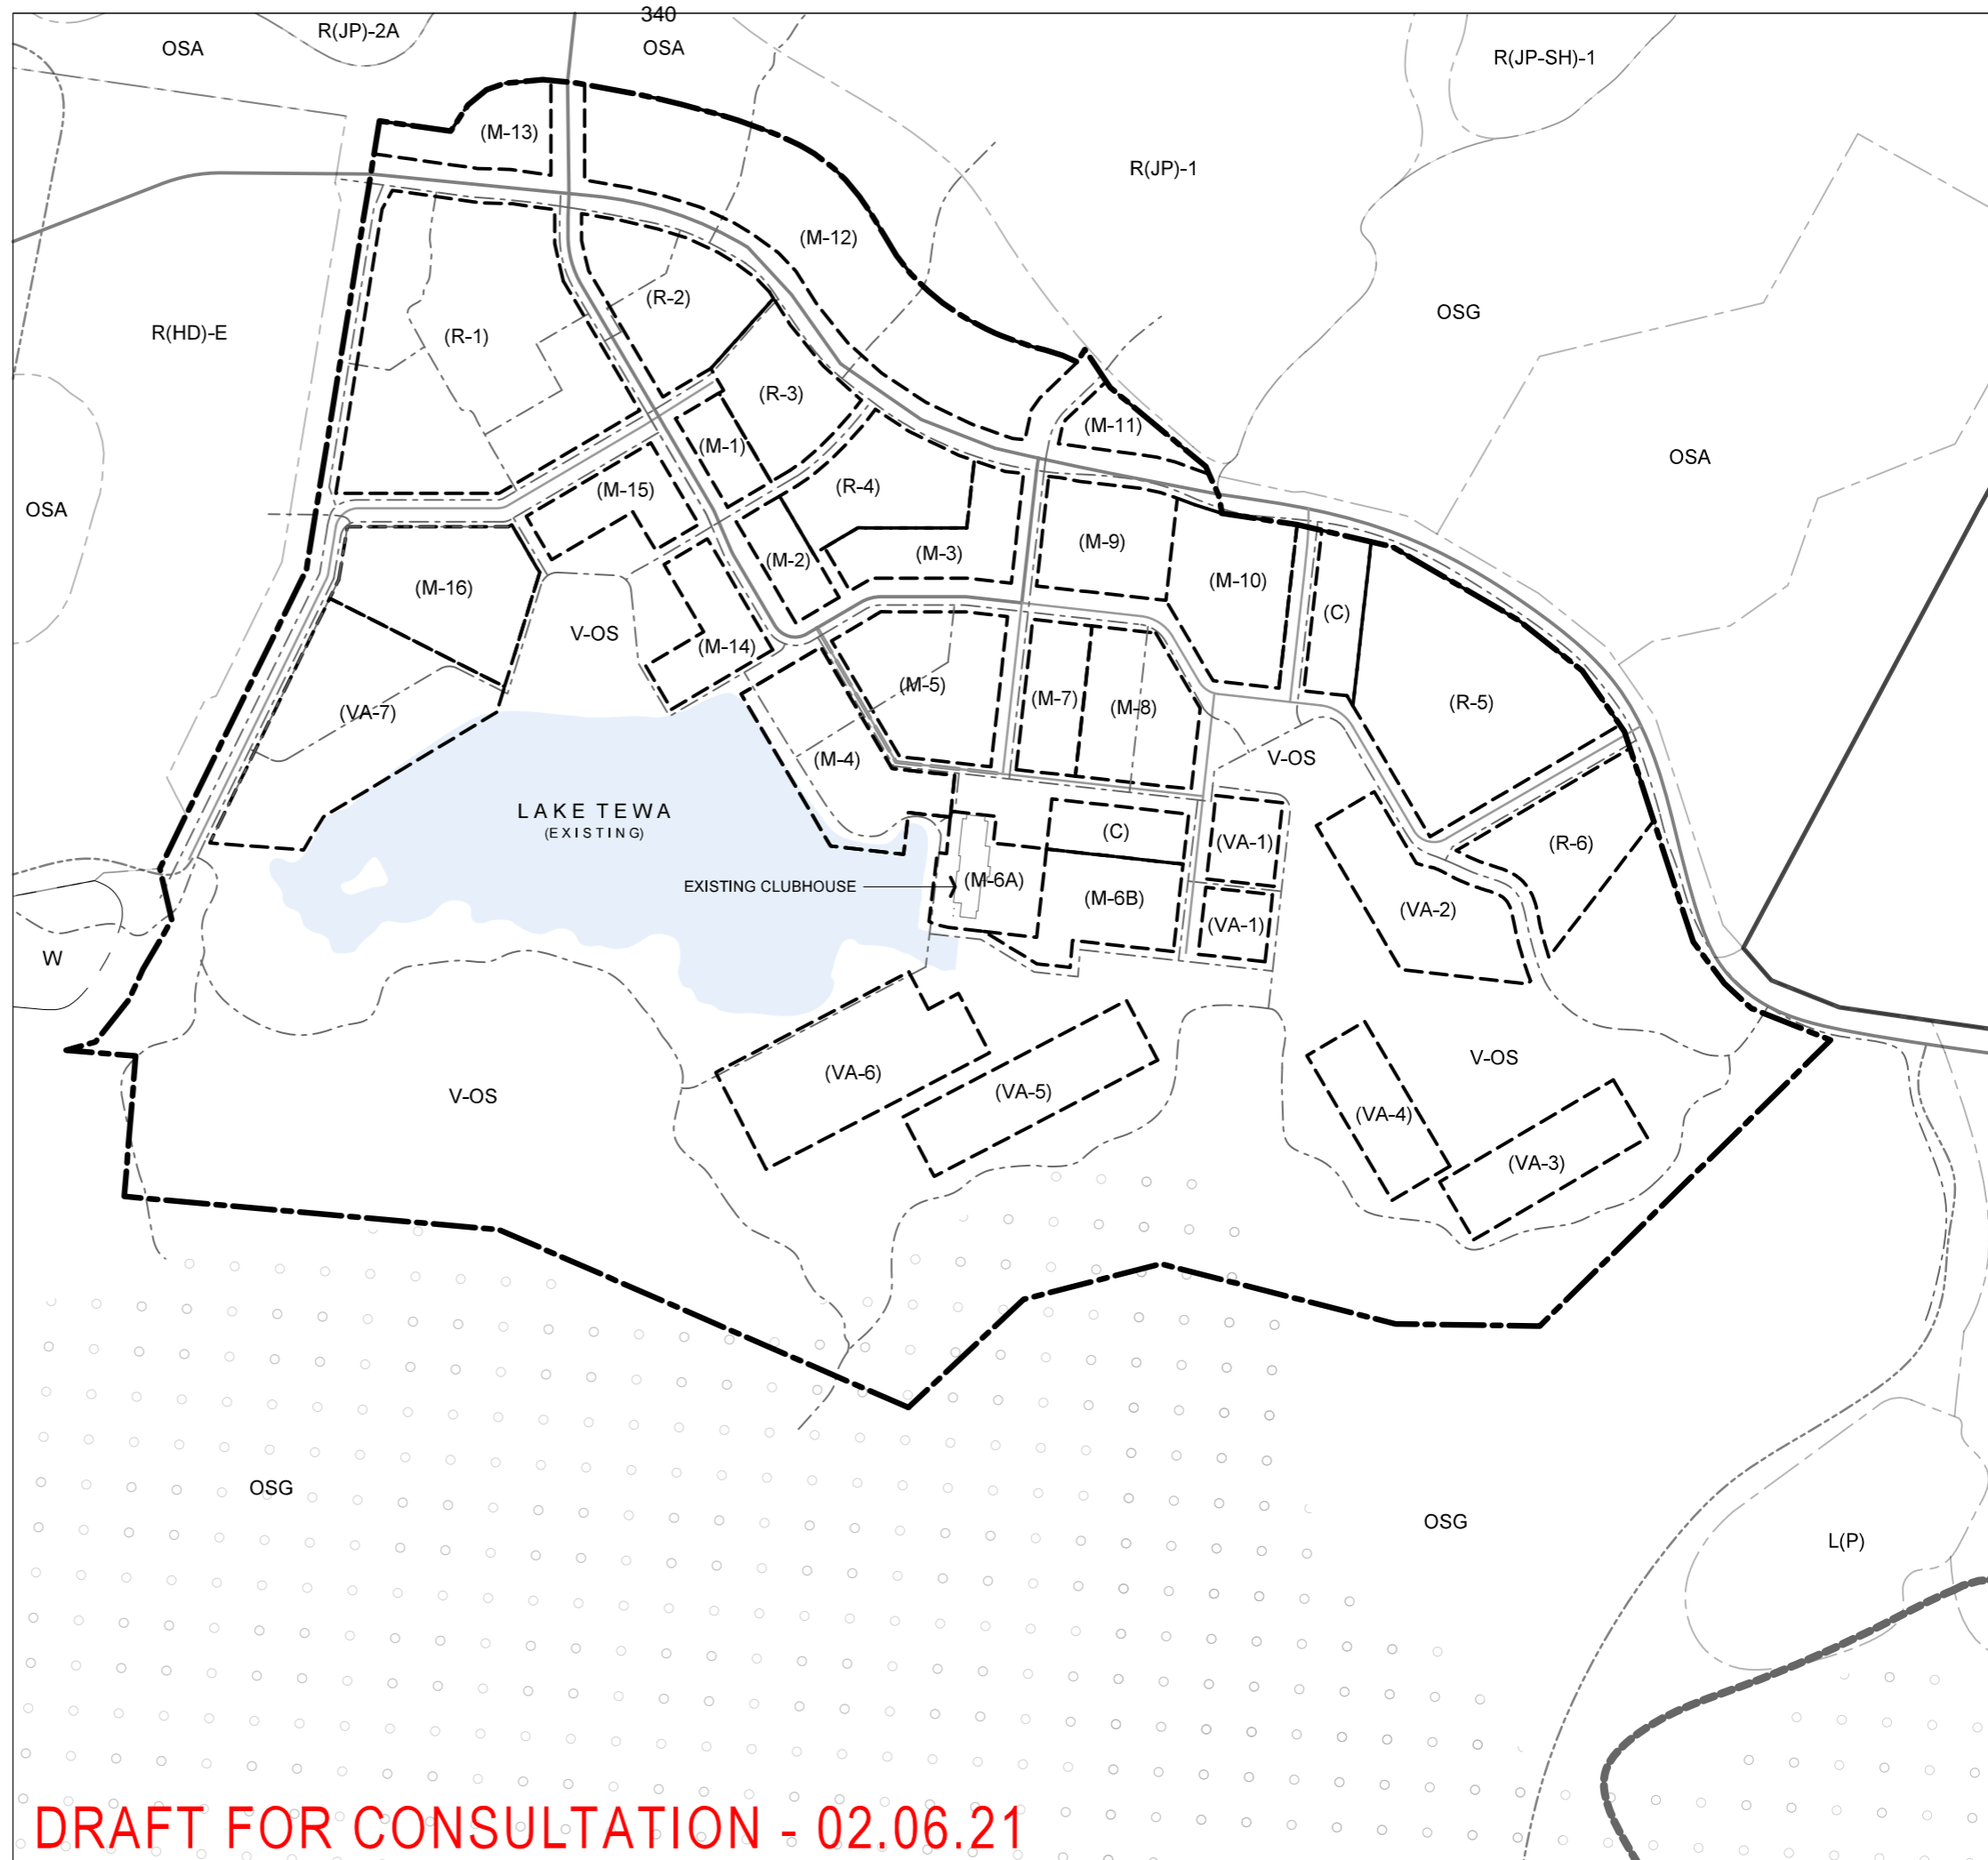 340
R(JP)-2A
OSA
OSA
R(JP-SH)-1
(M-13)
R(JP)-1
(M-12)
(R-2)
OSG
R(HD)-E
(R-1)
(R-3)
(M-11)
(M-1)
OSA
(M-15)
(R-4)
OSA
(M-9)
(M-3)
(M-2)
(M-10)
(M-16)
(C)
V-OS
(M-14)
(M-5)
(M-7)
(M-8)
(R-5)
(VA-7)
(M-4)
V-OS
LAKE TEWA
(EXISTING)
(C)
(VA-1)
(R-6)
EXISTING CLUBHOUSE
(M-6A)
(M-6B)
(VA-2)
(VA-1)
W
V-OS
(VA-6)
(VA-5)
V-OS
(VA-4)
(VA-3)
OSG
OSG
L(P)
DRAFT FOR CONSULTATION - 02.06.21